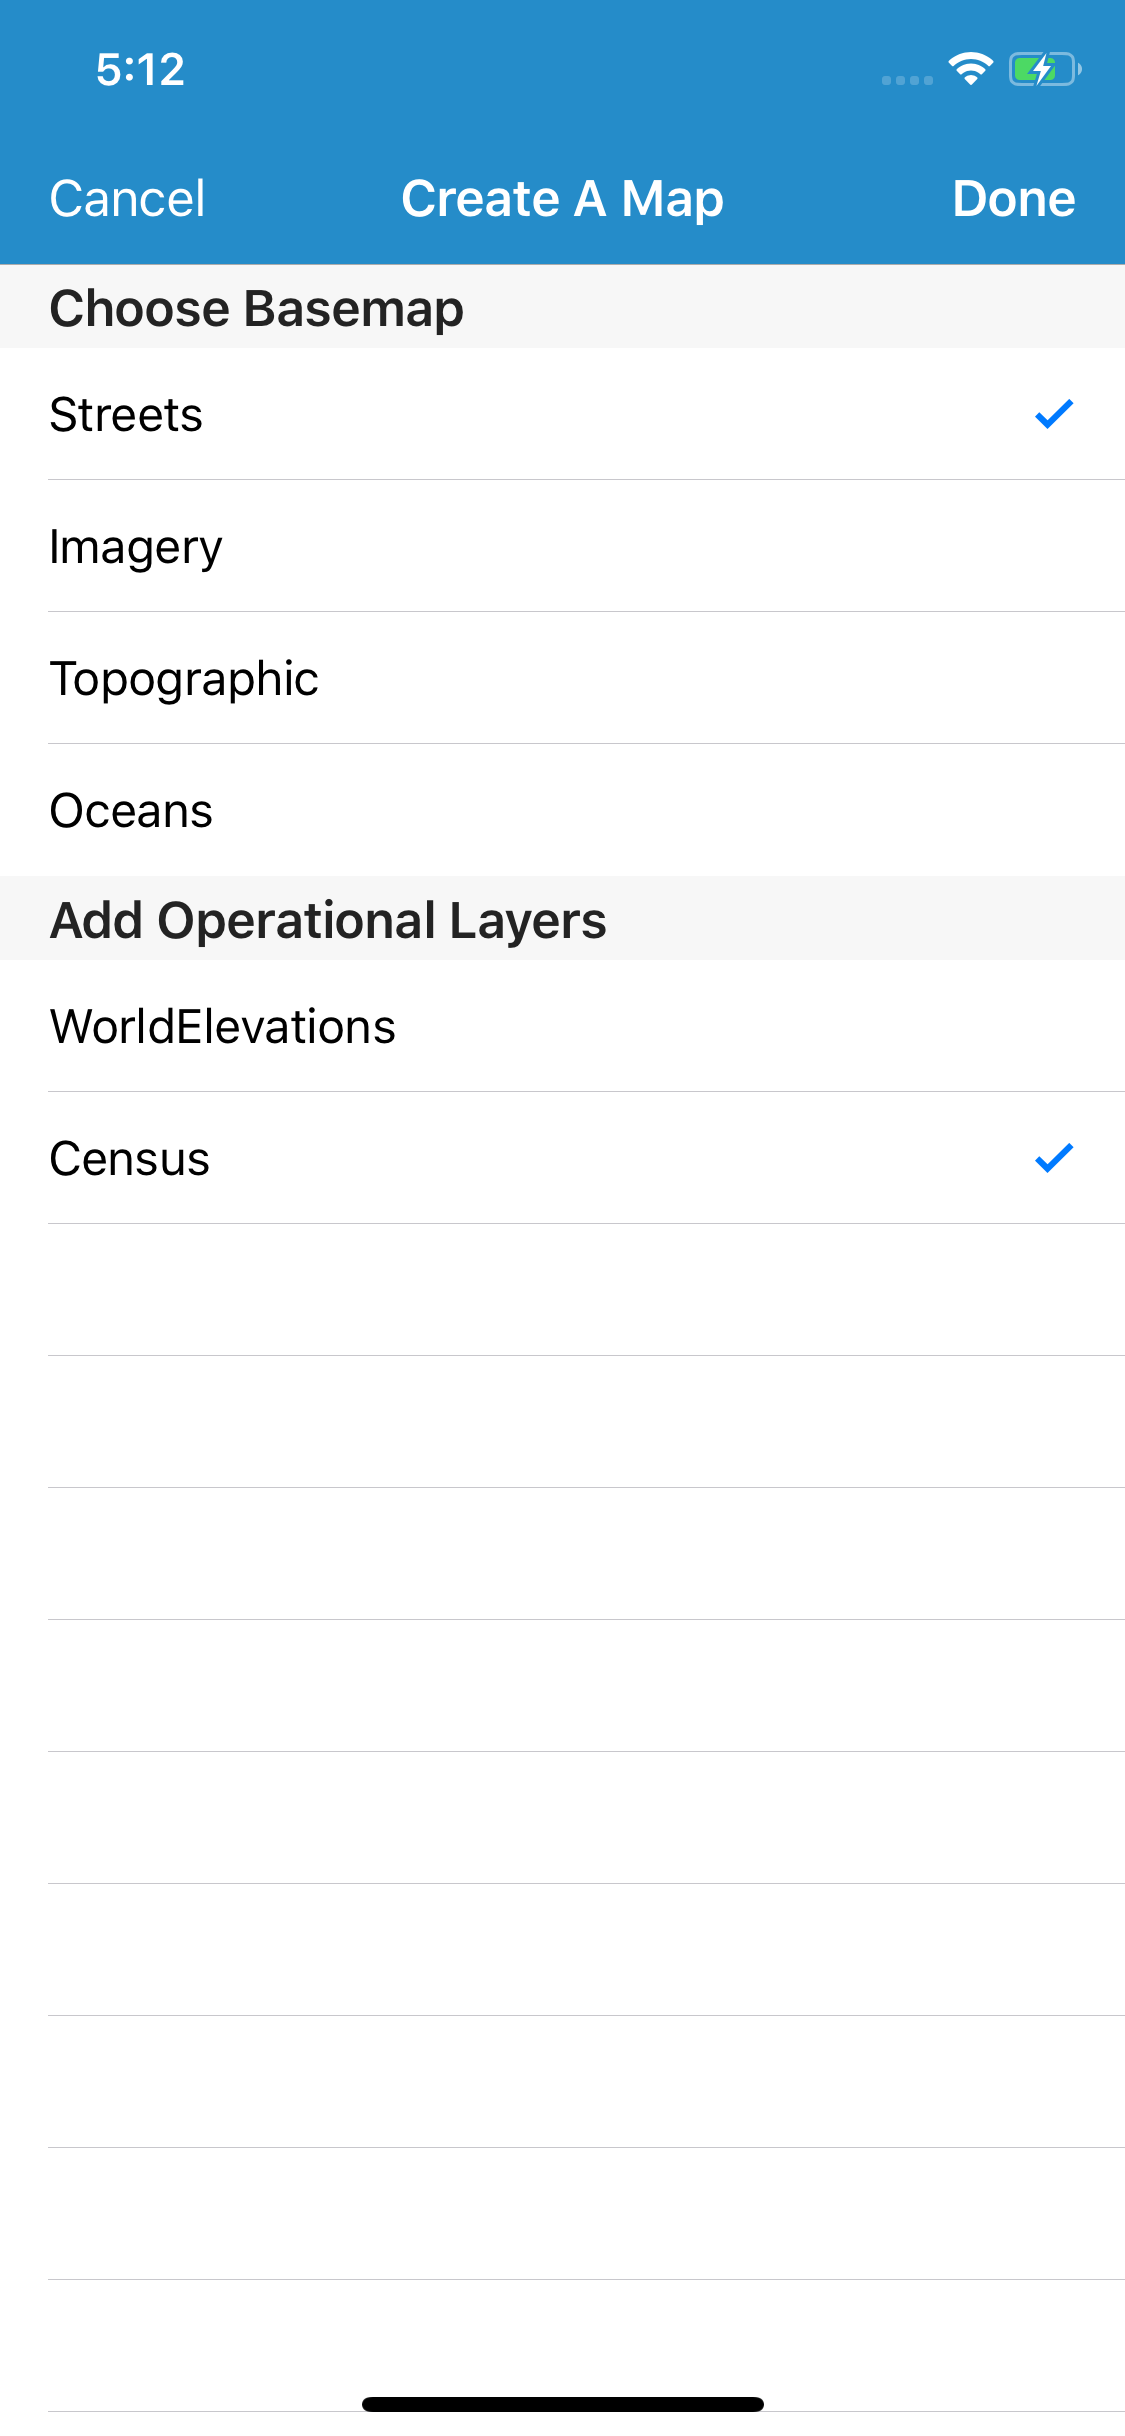 5:12
Cancel Create A Map Done
Choose Basemap
Streets
Imagery
Topographic
Oceans
Add Operational Layers
WorldElevations
Census